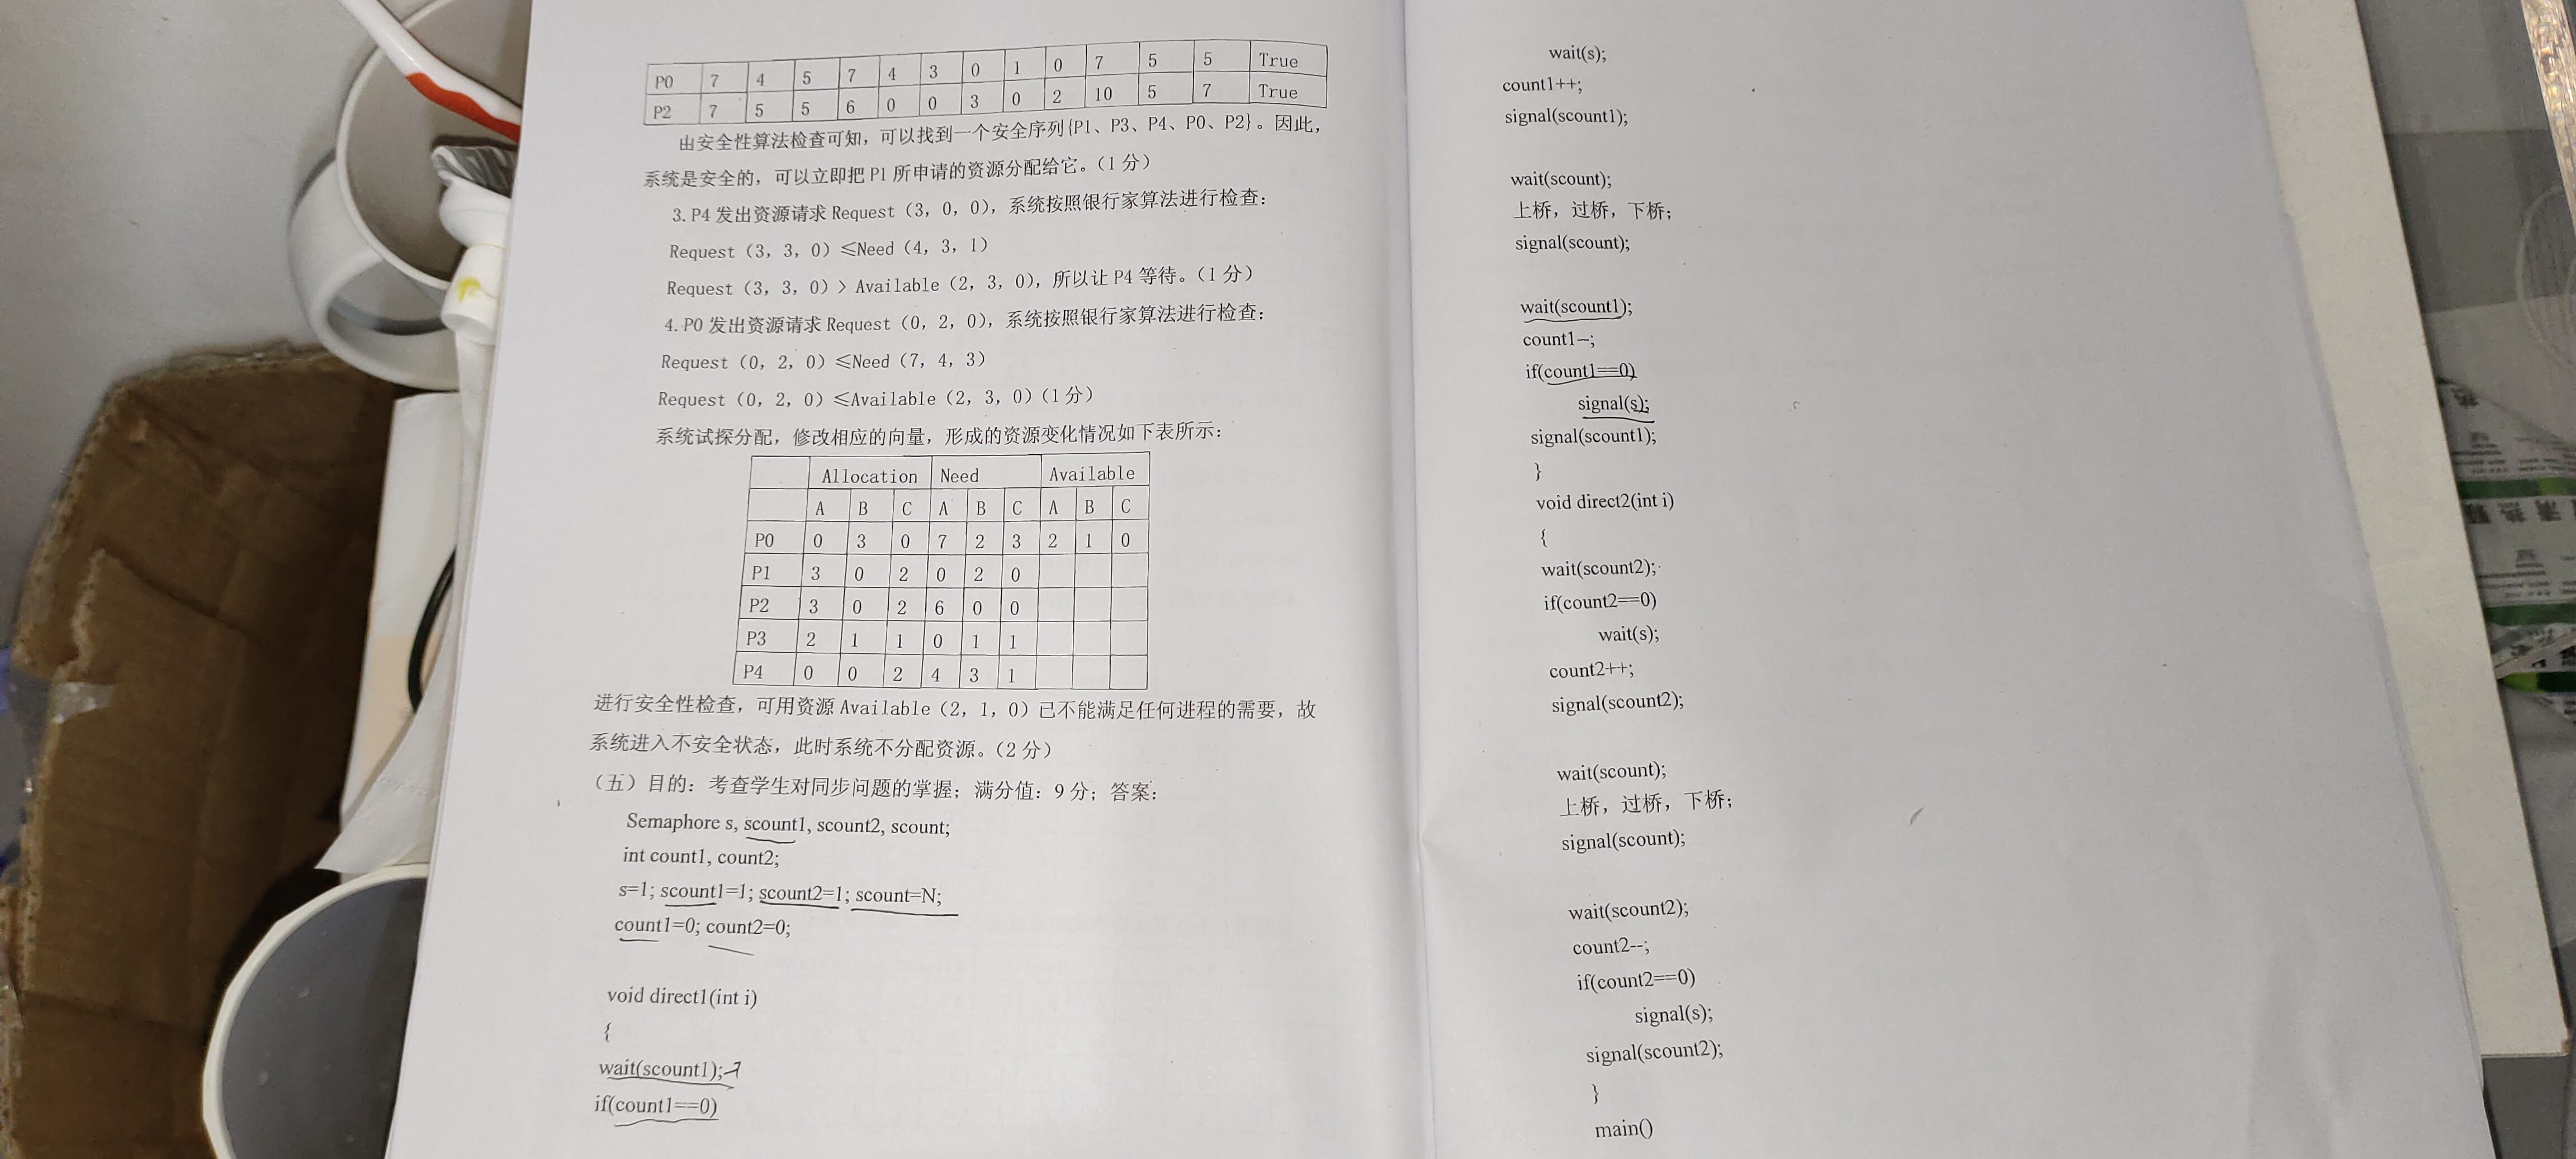 P0 7 4 5 7 4 3 0 1 0 7 5 5 True
P2 7 5 5 6 0 0 3 0 2 10 5 7 True
由安全性算法检查可知，可以找到一个安全序列{P1、P3、P4、P0、P2}。因此，
系统是安全的，可以立即把 P1 所申请的资源分配给它。（1 分）
3. P4 发出资源请求 Request（3，0，0），系统按照银行家算法进行检查：
Request（3，3，0）≤Need（4，3，1）
Request（3，3，0）> Available（2，3，0），所以让 P4 等待。（1 分）
4. P0 发出资源请求 Request（0，2，0），系统按照银行家算法进行检查：
Request（0，2，0）≤Need（7，4，3）
Request（0，2，0）≤Available（2，3，0）（1 分）
系统试探分配，修改相应的向量，形成的资源变化情况如下表所示：
Allocation Need Available
A B C A B C A B C
P0 0 3 0 7 2 3 2 1 0
P1 3 0 2 0 2 0
P2 3 0 2 6 0 0
P3 2 1 1 0 1 1
P4 0 0 2 4 3 1
进行安全性检查，可用资源 Available（2，1，0）已不能满足任何进程的需要，故
系统进入不安全状态，此时系统不分配资源。（2 分）
（五）目的：考查学生对同步问题的掌握；满分值：9 分；答案：
Semaphore s, scount1, scount2, scount;
int count1, count2;
s=1; scount1=1; scount2=1; scount=N;
count1=0; count2=0;
void direct1(int i)
{
wait(scount1);
if(count1==0)
wait(s);
count1++;
signal(scount1);
wait(scount);
上桥，过桥，下桥；
signal(scount);
wait(scount1);
count1--;
if(count1==0)
signal(s);
signal(scount1);
}
void direct2(int i)
{
wait(scount2);
if(count2==0)
wait(s);
count2++;
signal(scount2);
wait(scount);
上桥，过桥，下桥；
signal(scount);
wait(scount2);
count2--;
if(count2==0)
signal(s);
signal(scount2);
}
main()